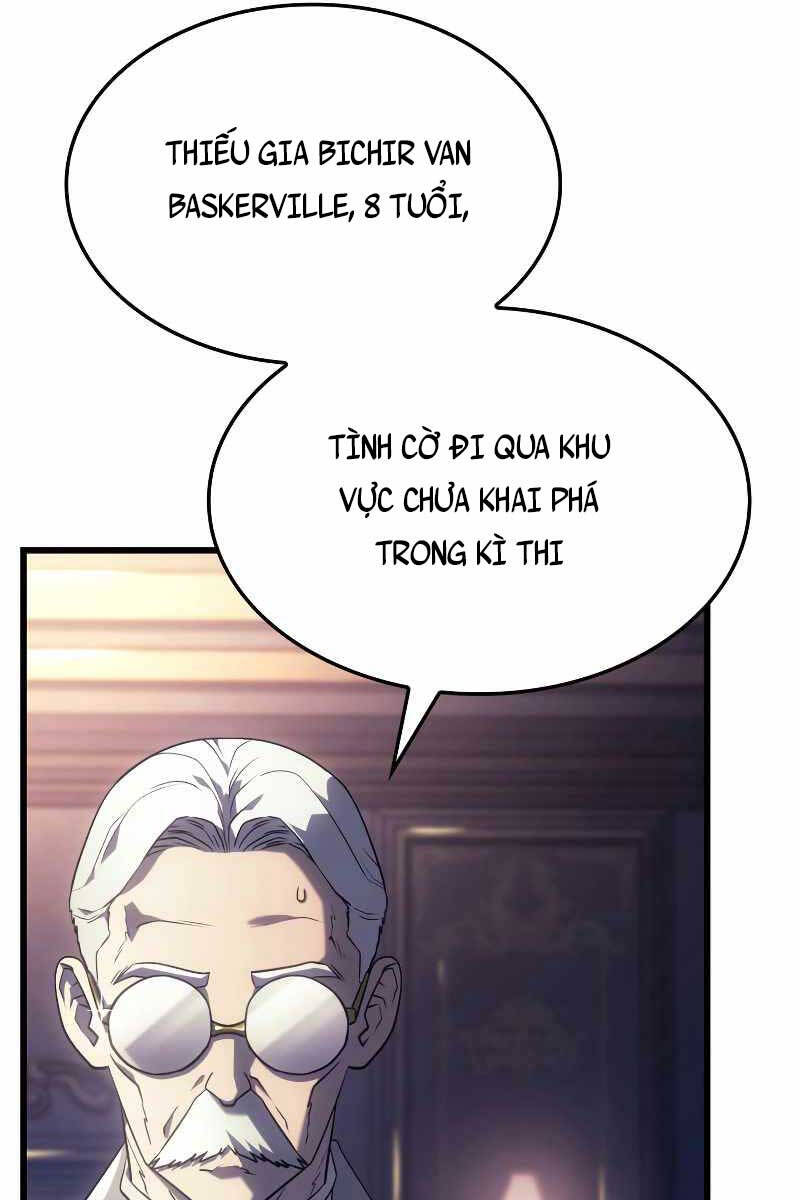 THIẾU GIA BICHIR VAN
BASKERVILLE, 8 TUỔI,
TÌNH CỜ ĐI QUA KHU
VỰC CHƯA KHAI PHÁ
TRONG KÌ THI